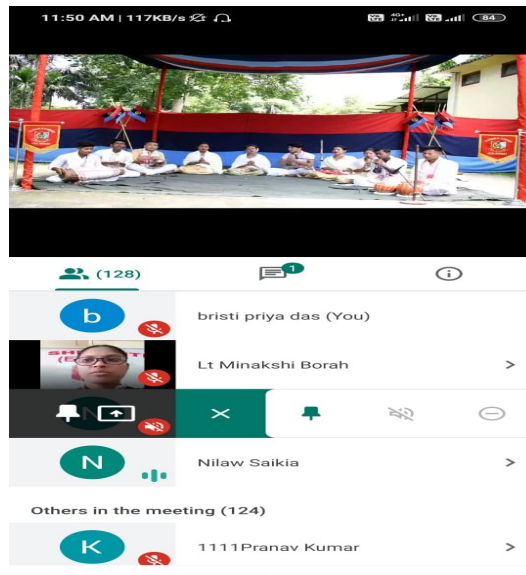 11:50 AM | 117KB/s
84
(128)
1
b
bristi priya das (You)
Lt Minakshi Borah
N
Nilaw Saikia
Others in the meeting (124)
K
1111Pranav Kumar